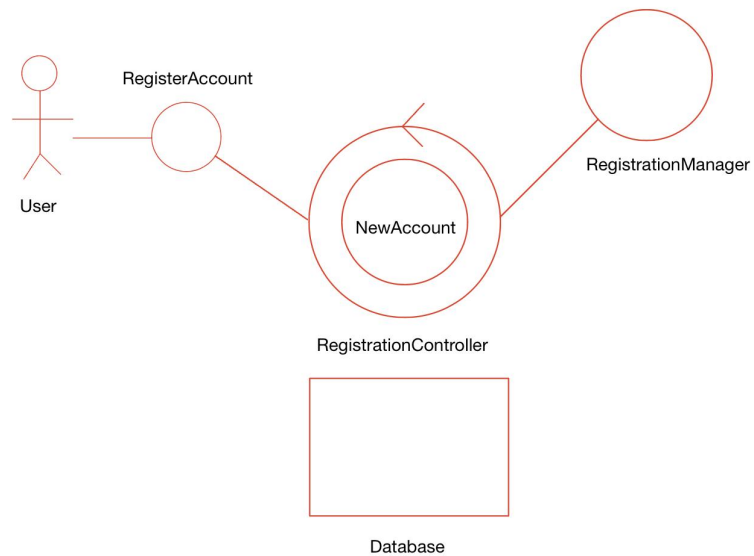 RegisterAccount
RegistrationManager
User
NewAccount
RegistrationController
Database